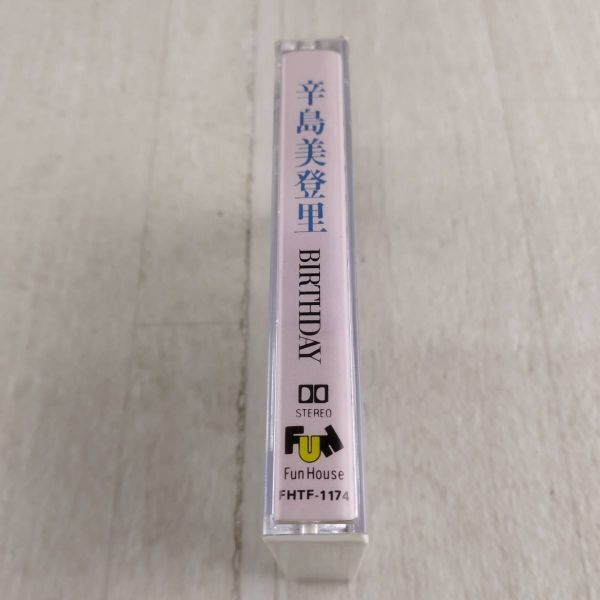 辛島美登里
BIRTHDAY
STEREO
Fun
Fun House
FHTF-1174